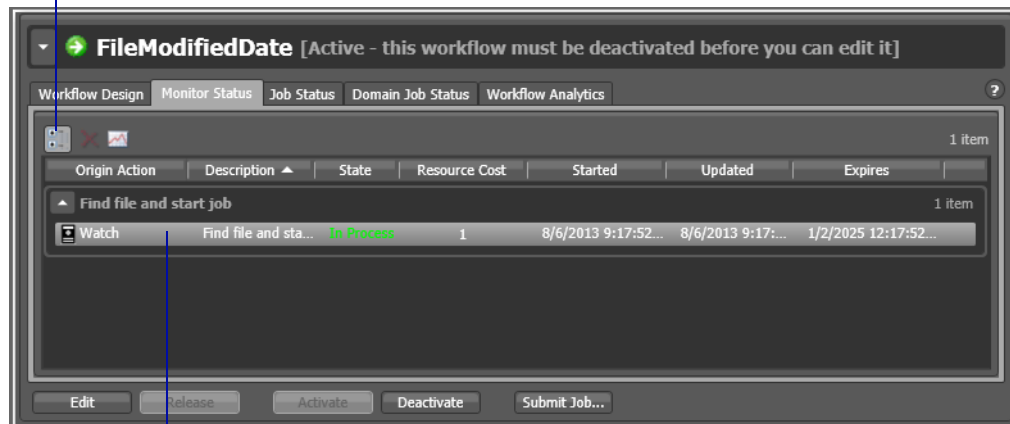 FileModifiedDate [Active - this workflow must be deactivated before you can edit it]
Workflow Design Monitor Status Job Status Domain Job Status Workflow Analytics ?
1 item
Origin Action Description State Resource Cost Started Updated Expires
Find file and start job 1 item
Watch Find file and sta... In Process 1 8/6/2013 9:17:52... 8/6/2013 9:17:... 1/2/2025 12:17:52...
Edit Release Activate Deactivate Submit Job...